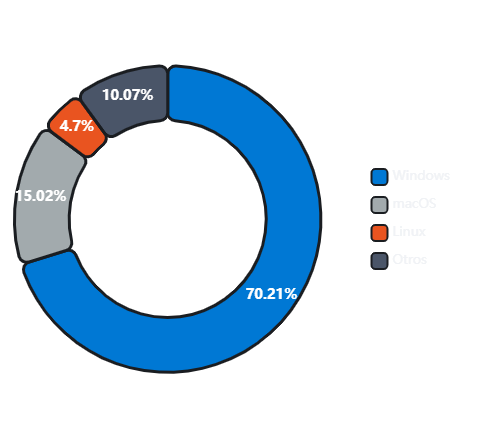 10.07%
4.7%
15.02%
70.21%
Windows
macOS
Linux
Otros